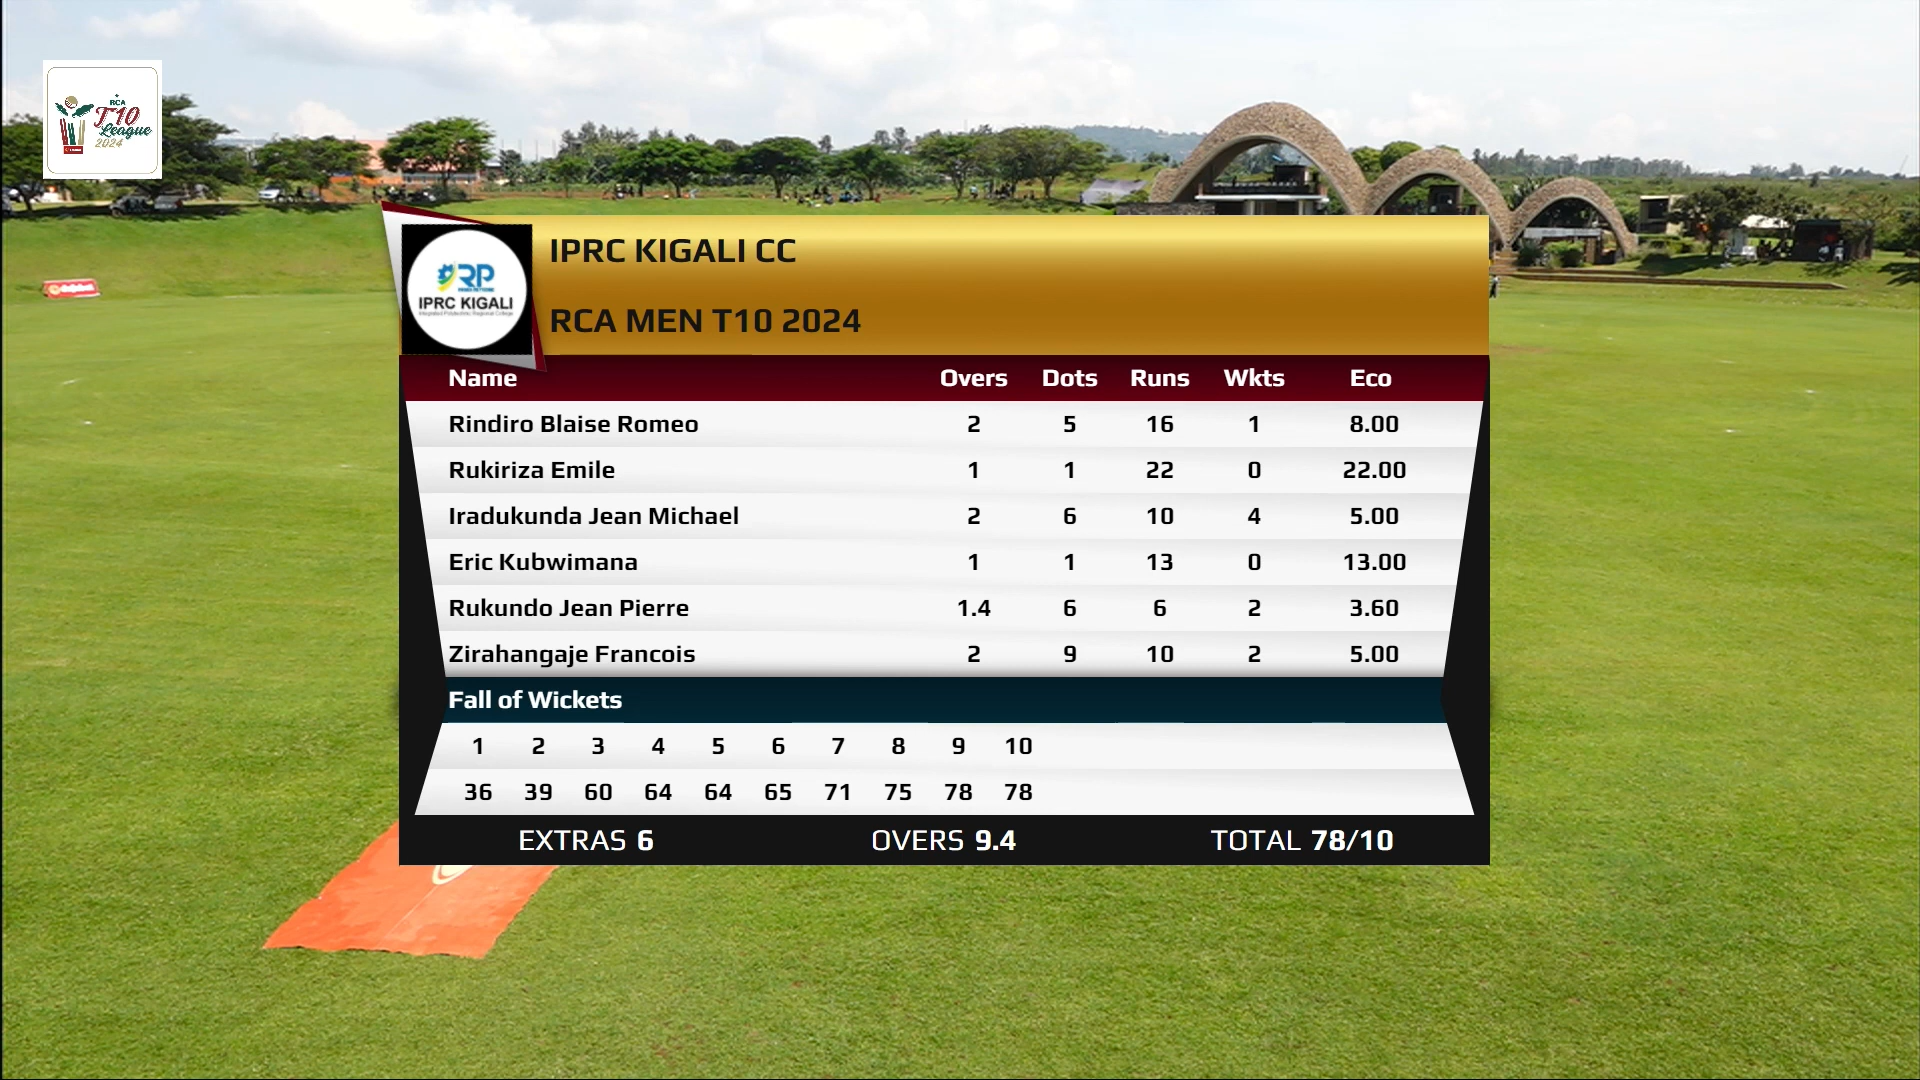 RCA
T10
League
2024
IPRC KIGALI CC
RP
IPRC KIGALI
Integrated Polytechnic Regional College
RCA MEN T10 2024
Name Overs Dots Runs Wkts Eco
Rindiro Blaise Romeo 2 5 16 1 8.00
Rukiriza Emile 1 1 22 0 22.00
Iradukunda Jean Michael 2 6 10 4 5.00
Eric Kubwimana 1 1 13 0 13.00
Rukundo Jean Pierre 1.4 6 6 2 3.60
Zirahangaje Francois 2 9 10 2 5.00
Fall of Wickets
1 2 3 4 5 6 7 8 9 10
36 39 60 64 64 65 71 75 78 78
EXTRAS 6 OVERS 9.4 TOTAL 78/10